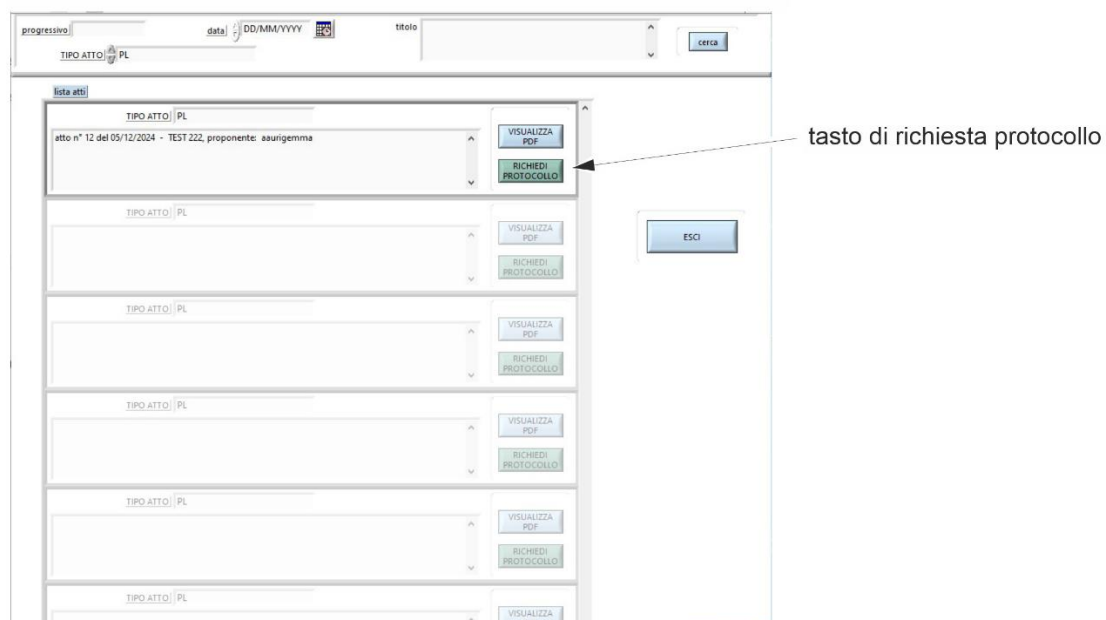 progressivo data DD/MM/YYYY titolo
cerca
TIPO ATTO PL
lista atti
TIPO ATTO PL
atto n° 12 del 05/12/2024 - TEST 222, proponente: aaurigemma
VISUALIZZA
PDF
RICHIEDI
PROTOCOLLO
tasto di richiesta protocollo
TIPO ATTO PL
VISUALIZZA
PDF
RICHIEDI
PROTOCOLLO
ESCI
TIPO ATTO PL
VISUALIZZA
PDF
RICHIEDI
PROTOCOLLO
TIPO ATTO PL
VISUALIZZA
PDF
RICHIEDI
PROTOCOLLO
TIPO ATTO PL
VISUALIZZA
PDF
RICHIEDI
PROTOCOLLO
TIPO ATTO PL
VISUALIZZA